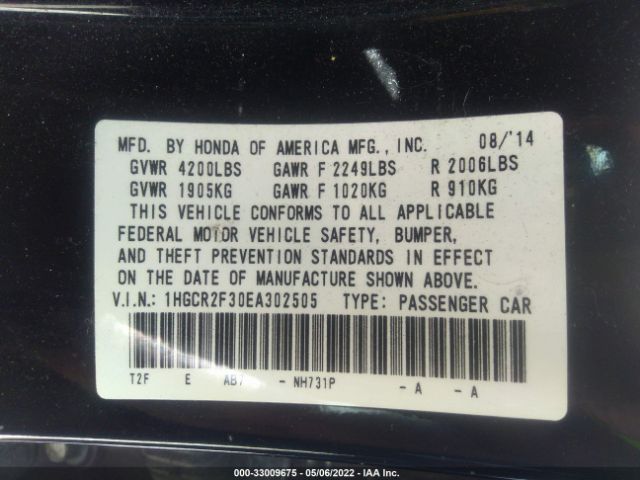 MFD. BY HONDA OF AMERICA MFG., INC. 08/'14
GVWR 4200LBS GAWR F 2249LBS R 2006LBS
GVWR 1905KG GAWR F 1020KG R 910KG
THIS VEHICLE CONFORMS TO ALL APPLICABLE
FEDERAL MOTOR VEHICLE SAFETY, BUMPER,
AND THEFT PREVENTION STANDARDS IN EFFECT
ON THE DATE OF MANUFACTURE SHOWN ABOVE.
V.I.N.: 1HGCR2F30EA302505 TYPE: PASSENGER CAR
T2F E AB7 - NH731P - A - A
000-33009675 - 05/06/2022 - IAA Inc.